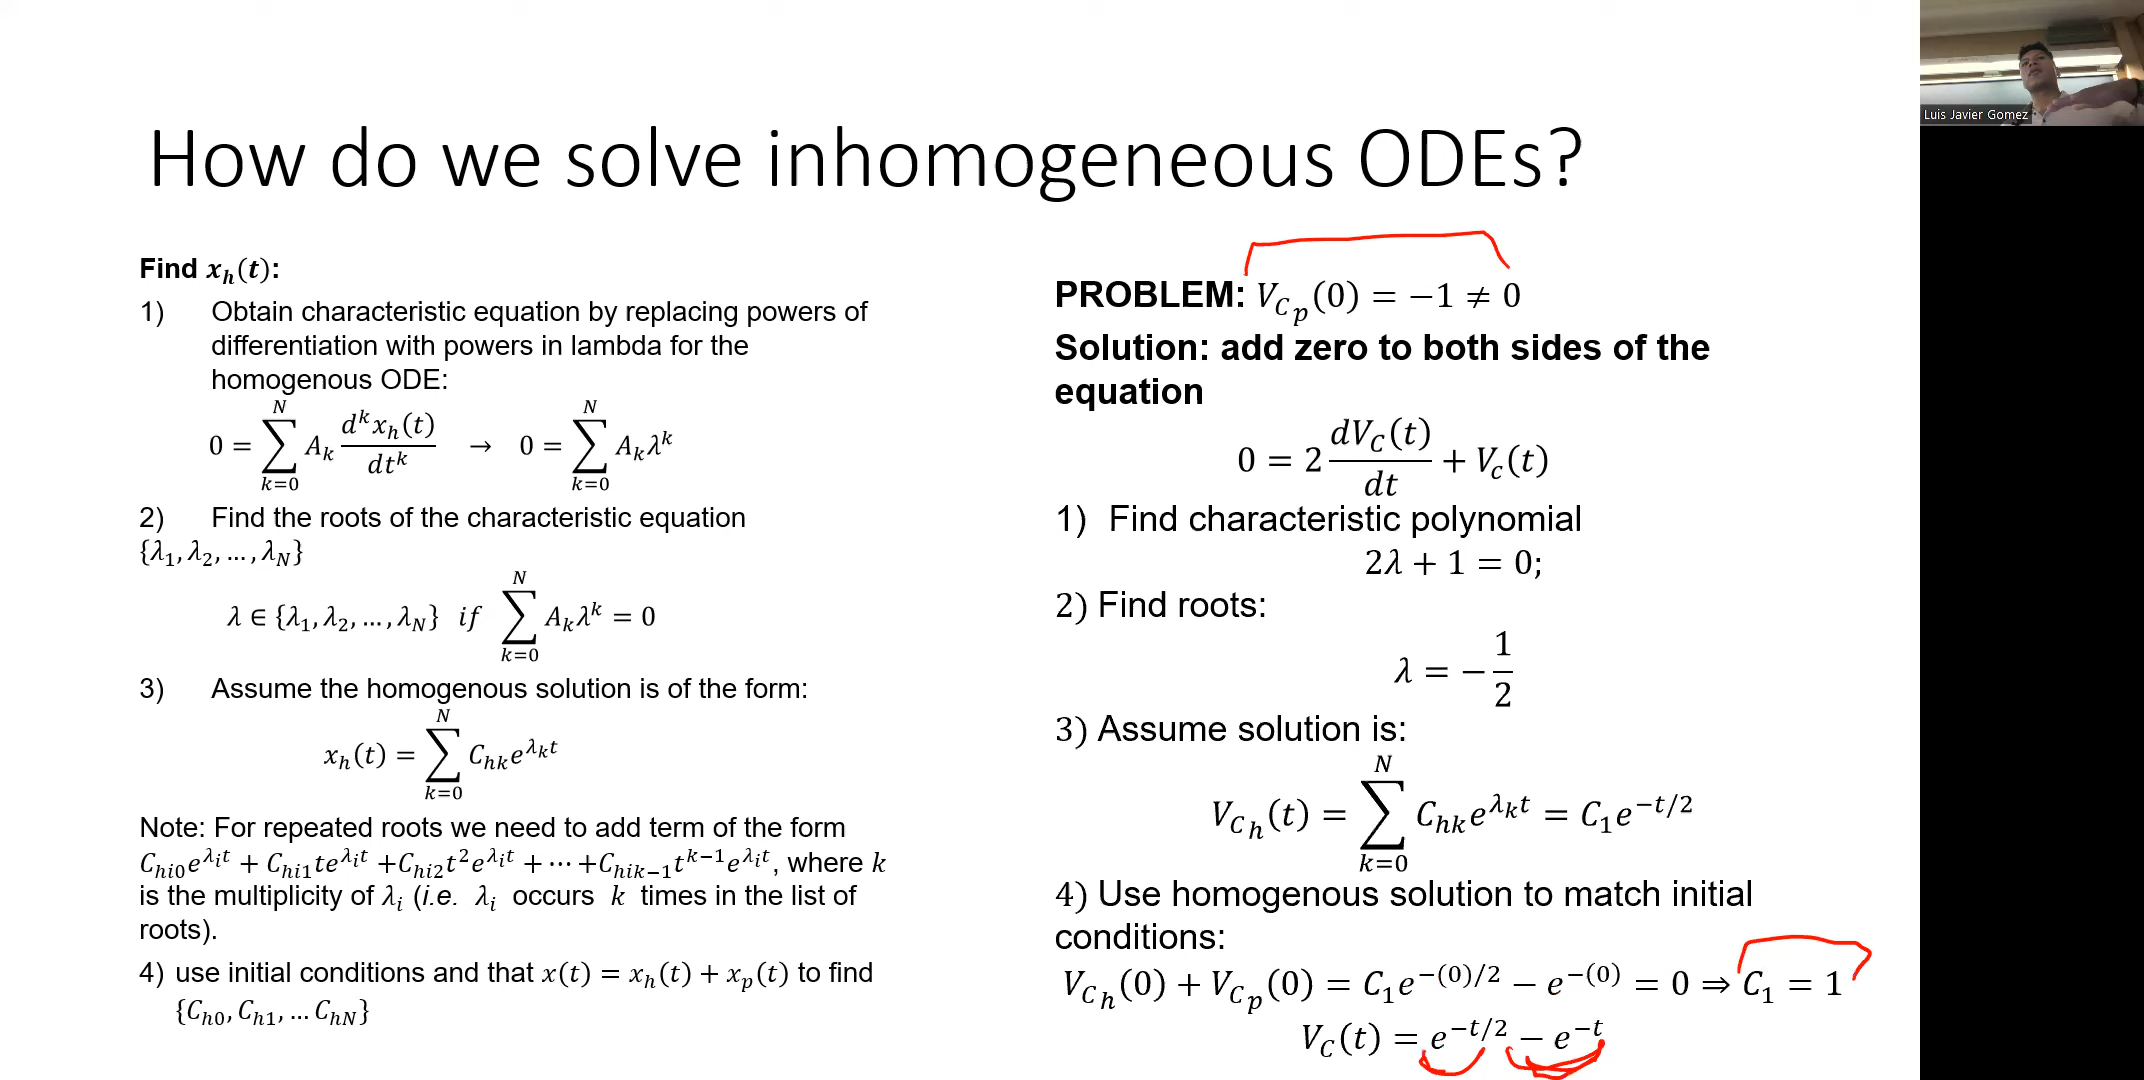 How do we solve inhomogeneous ODEs?
Find 𝒙ₕ(𝒕):
1) Obtain characteristic equation by replacing powers of
differentiation with powers in lambda for the
homogenous ODE:
0 = ∑_{k=0}^{N} A_k d^k x_h(t)/dt^k → 0 = ∑_{k=0}^{N} A_k λ^k
2) Find the roots of the characteristic equation
{λ_1, λ_2, …, λ_N}
λ ∈ {λ_1, λ_2, …, λ_N} if ∑_{k=0}^{N} A_k λ^k = 0
3) Assume the homogenous solution is of the form:
x_h(t) = ∑_{k=0}^{N} C_{hk} e^{λ_k t}
Note: For repeated roots we need to add term of the form
C_{hi0} e^{λ_i t} + C_{hi1} t e^{λ_i t} + C_{hi2} t^2 e^{λ_i t} + ⋯ + C_{hik−1} t^{k−1} e^{λ_i t}, where k
is the multiplicity of λ_i (i.e. λ_i occurs k times in the list of
roots).
4) use initial conditions and that x(t) = x_h(t) + x_p(t) to find
{C_{h0}, C_{h1}, … C_{hN}}
PROBLEM: V_{C_p}(0) = −1 ≠ 0
Solution: add zero to both sides of the
equation
0 = 2 dV_C(t)/dt + V_c(t)
1) Find characteristic polynomial
2λ + 1 = 0;
2) Find roots:
λ = −1/2
3) Assume solution is:
V_{C_h}(t) = ∑_{k=0}^{N} C_{hk} e^{λ_k t} = C_1 e^{−t/2}
4) Use homogenous solution to match initial
conditions:
V_{C_h}(0) + V_{C_p}(0) = C_1 e^{−(0)/2} − e^{−(0)} = 0 ⇒ C_1 = 1
V_C(t) = e^{−t/2} − e^{−t}
Luis Javier Gomez